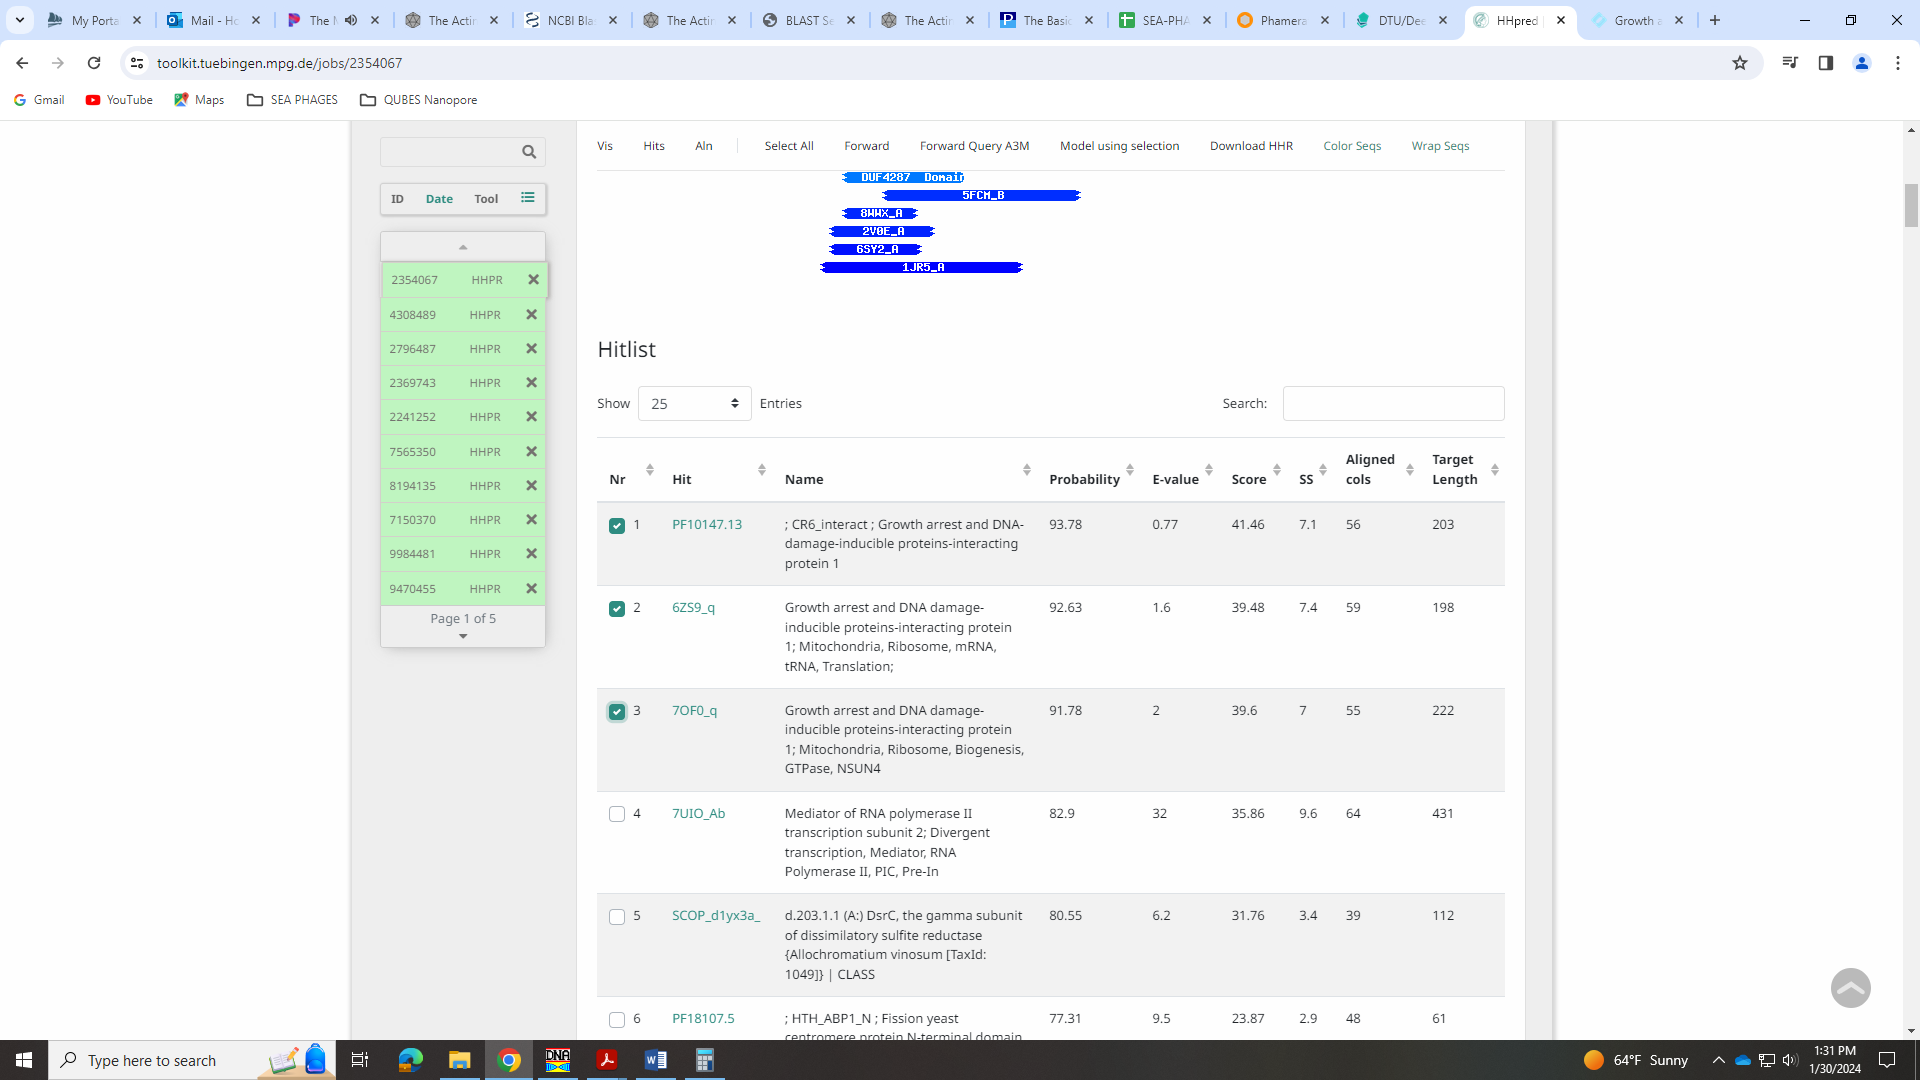 My Porta
Mail - Ho
The M
The Actin
NCBI Blas
The Actin
BLAST Se
The Actin
The Basic
SEA-PHA
Phamera
DTU/Dee
HHpred
Growth a
toolkit.tuebingen.mpg.de/jobs/2354067
Gmail
YouTube
Maps
SEA PHAGES
QUBES Nanopore
Vis Hits Aln Select All Forward Forward Query A3M Model using selection Download HHR Color Seqs Wrap Seqs
ID Date Tool
2354067 HHPR
4308489 HHPR
2796487 HHPR
2369743 HHPR
2241252 HHPR
7565350 HHPR
8194135 HHPR
7150370 HHPR
9984481 HHPR
9470455 HHPR
Page 1 of 5
DUF4287 Domain
5FCM_B
8WWX_A
2V0E_A
6SY2_A
1JR5_A
Hitlist
Show 25 Entries Search:
Nr Hit Name Probability E-value Score SS Aligned cols Target Length
1 PF10147.13 ; CR6_interact ; Growth arrest and DNA- 93.78 0.77 41.46 7.1 56 203
damage-inducible proteins-interacting
protein 1
2 6ZS9_q Growth arrest and DNA damage- 92.63 1.6 39.48 7.4 59 198
inducible proteins-interacting protein
1; Mitochondria, Ribosome, mRNA,
tRNA, Translation;
3 7OF0_q Growth arrest and DNA damage- 91.78 2 39.6 7 55 222
inducible proteins-interacting protein
1; Mitochondria, Ribosome, Biogenesis,
GTPase, NSUN4
4 7UIO_Ab Mediator of RNA polymerase II 82.9 32 35.86 9.6 64 431
transcription subunit 2; Divergent
transcription, Mediator, RNA
Polymerase II, PIC, Pre-In
5 SCOP_d1yx3a_ d.203.1.1 (A:) DsrC, the gamma subunit 80.55 6.2 31.76 3.4 39 112
of dissimilatory sulfite reductase
{Allochromatium vinosum [TaxId:
1049]} | CLASS
6 PF18107.5 ; HTH_ABP1_N ; Fission yeast 77.31 9.5 23.87 2.9 48 61
centromere protein N-terminal domain
Type here to search
DNA
64°F Sunny
1:31 PM
1/30/2024